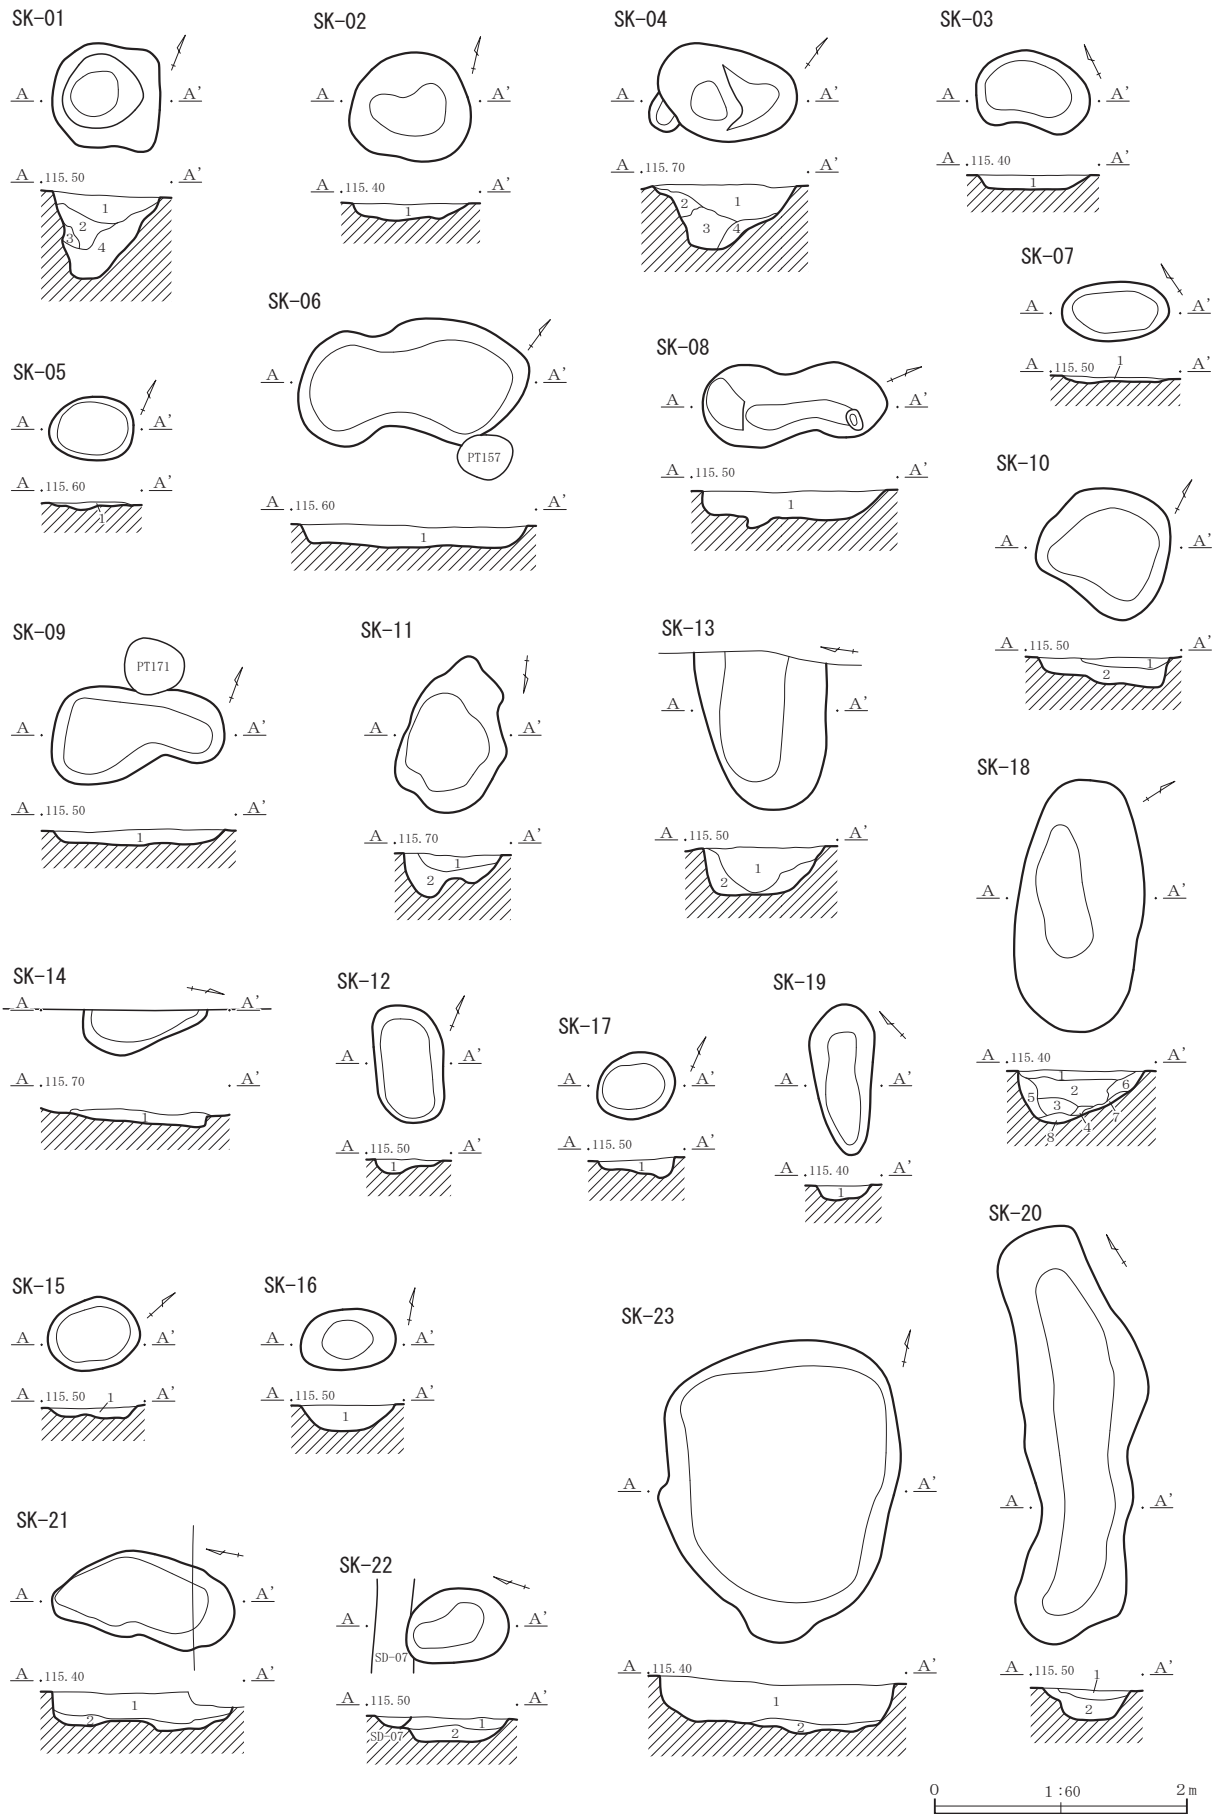 SK-01
A A'
A 115.50 A'
1
2
3
4
SK-02
A A'
A 115.40 A'
1
SK-04
A A'
A 115.70 A'
1
2
3
4
SK-03
A A'
A 115.40 A'
1
SK-07
A A'
A 115.50 1 A'
SK-06
A A'
PT157
A 115.60 A'
1
SK-05
A A'
A 115.60 A'
1
SK-08
A A'
A 115.50 A'
1
SK-10
A A'
A 115.50 A'
1
2
SK-09
PT171
A A'
A 115.50 A'
1
SK-11
A A'
A 115.70 A'
1
2
SK-13
A A'
A 115.50 A'
1
2
SK-18
A A'
A 115.40 A'
1
2
6
5
3
7
4
8
SK-14
A A'
A 115.70 A'
1
SK-12
A A'
A 115.50 A'
1
SK-17
A A'
A 115.50 A'
1
SK-19
A A'
A 115.40 A'
1
SK-20
A A'
A 115.50 1 A'
2
SK-15
A A'
A 115.50 1 A'
SK-16
A A'
A 115.50 A'
1
SK-23
A A'
A 115.40 A'
1
2
SK-21
A A'
A 115.40 A'
1
2
SK-22
A A'
SD-07
A 115.50 A'
1
SD-07 2
0 1:60 2m